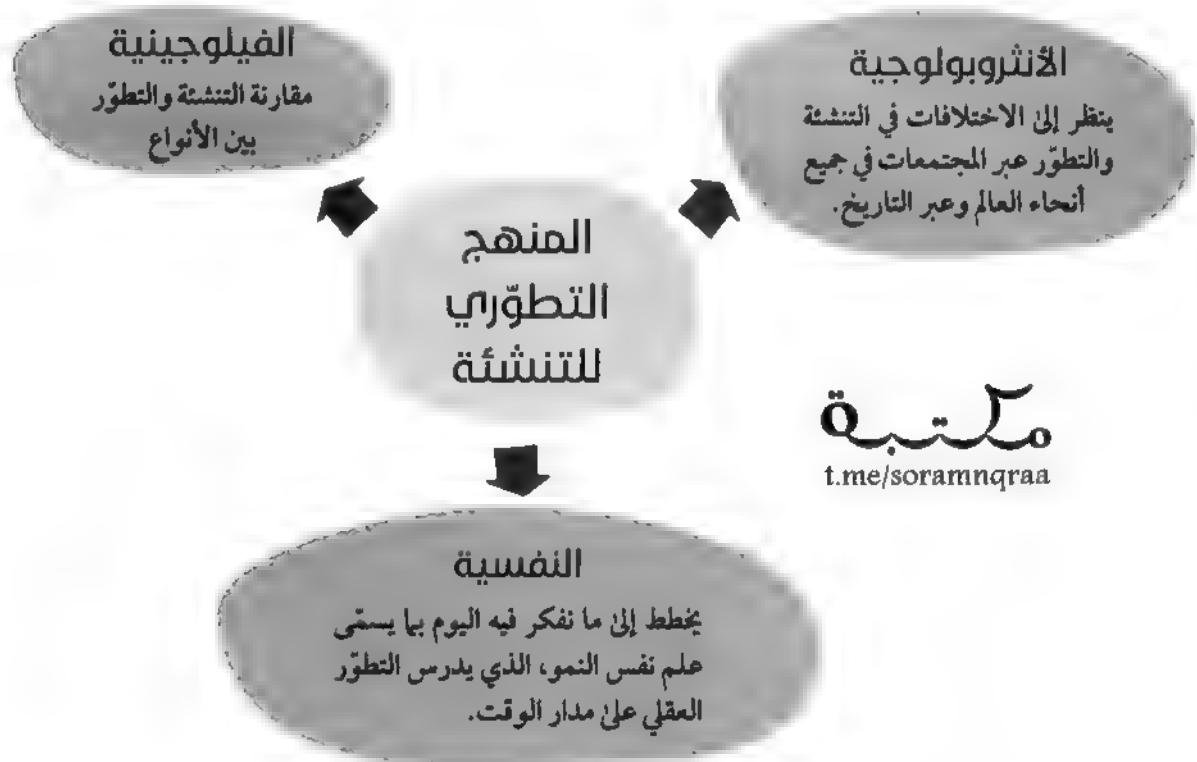 الفيلوجينية
مقارنة التنشئة والتطوّر
بين الأنواع
الأنثروبولوجية
ينظر إلى الاختلافات في التنشئة
والتطوّر عبر المجتمعات في جميع
أنحاء العالم وعبر التاريخ.
المنهج
التطوّري
للتنشئة
مكتبة
t.me/soramnqraa
النفسية
يخطط إلى ما نفكر فيه اليوم بما يسمّى
علم نفس النمو، الذي يدرس التطوّر
العقلي على مدار الوقت.